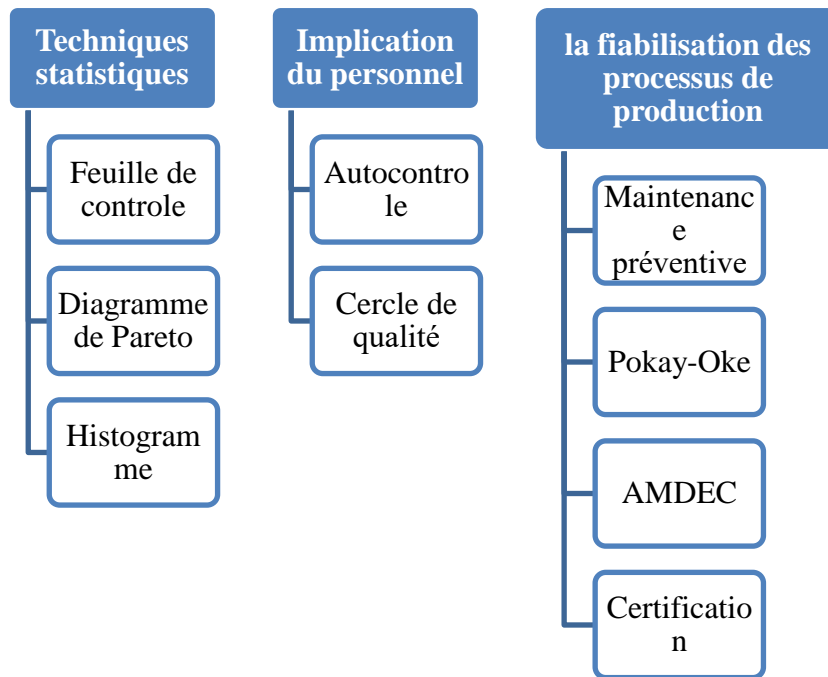 Techniques
statistiques
Feuille de
controle
Diagramme
de Pareto
Histogram
me
Implication
du personnel
Autocontro
le
Cercle de
qualité
la fiabilisation des
processus de
production
Maintenanc
e
préventive
Pokay-Oke
AMDEC
Certificatio
n